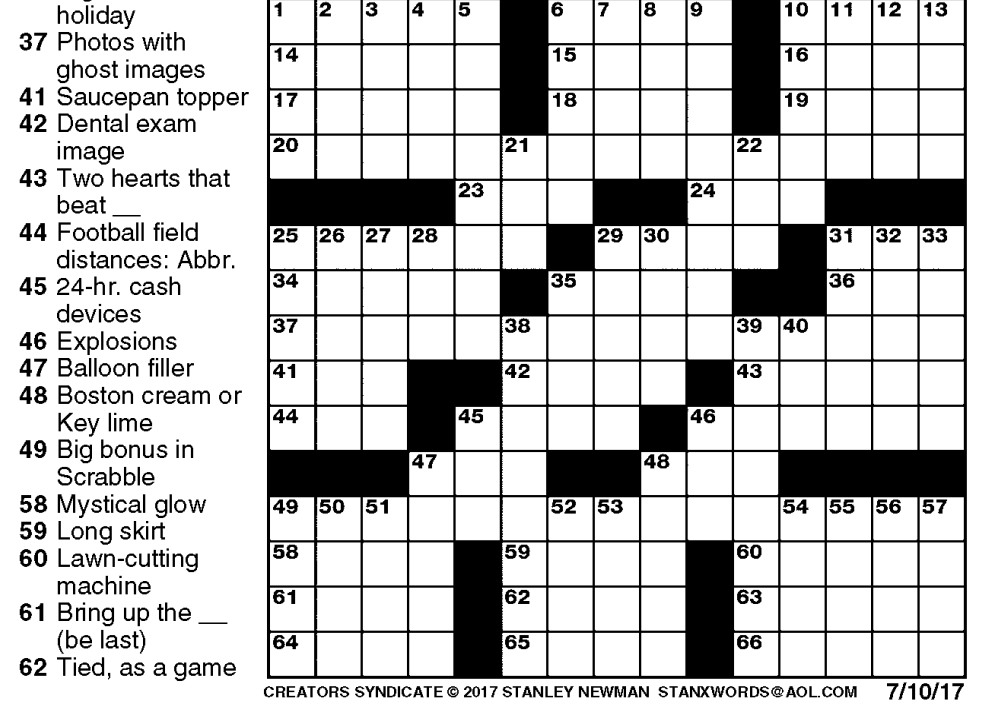 holiday
37 Photos with
ghost images
41 Saucepan topper
42 Dental exam
image
43 Two hearts that
beat __
44 Football field
distances: Abbr.
45 24-hr. cash
devices
46 Explosions
47 Balloon filler
48 Boston cream or
Key lime
49 Big bonus in
Scrabble
58 Mystical glow
59 Long skirt
60 Lawn-cutting
machine
61 Bring up the __
(be last)
62 Tied, as a game
1 2 3 4 5 6 7 8 9 10 11 12 13
14 15 16
17 18 19
20 21 22
23 24
25 26 27 28 29 30 31 32 33
34 35 36
37 38 39 40
41 42 43
44 45 46
47 48
49 50 51 52 53 54 55 56 57
58 59 60
61 62 63
64 65 66
CREATORS SYNDICATE © 2017 STANLEY NEWMAN STANXWORDS@AOL.COM 7/10/17